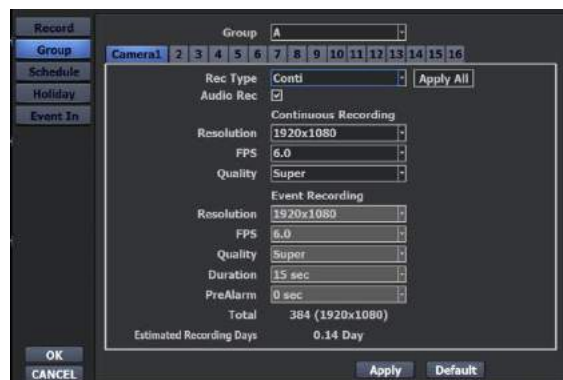 Record
Group
Schedule
Holiday
Event In
OK
CANCEL
Group A
Camera1 2 3 4 5 6 7 8 9 10 11 12 13 14 15 16
Rec Type Conti Apply All
Audio Rec
Continuous Recording
Resolution 1920x1080
FPS 6.0
Quality Super
Event Recording
Resolution 1920x1080
FPS 6.0
Quality Super
Duration 15 sec
PreAlarm 0 sec
Total 384 (1920x1080)
Estimated Recording Days 0.14 Day
Apply Default